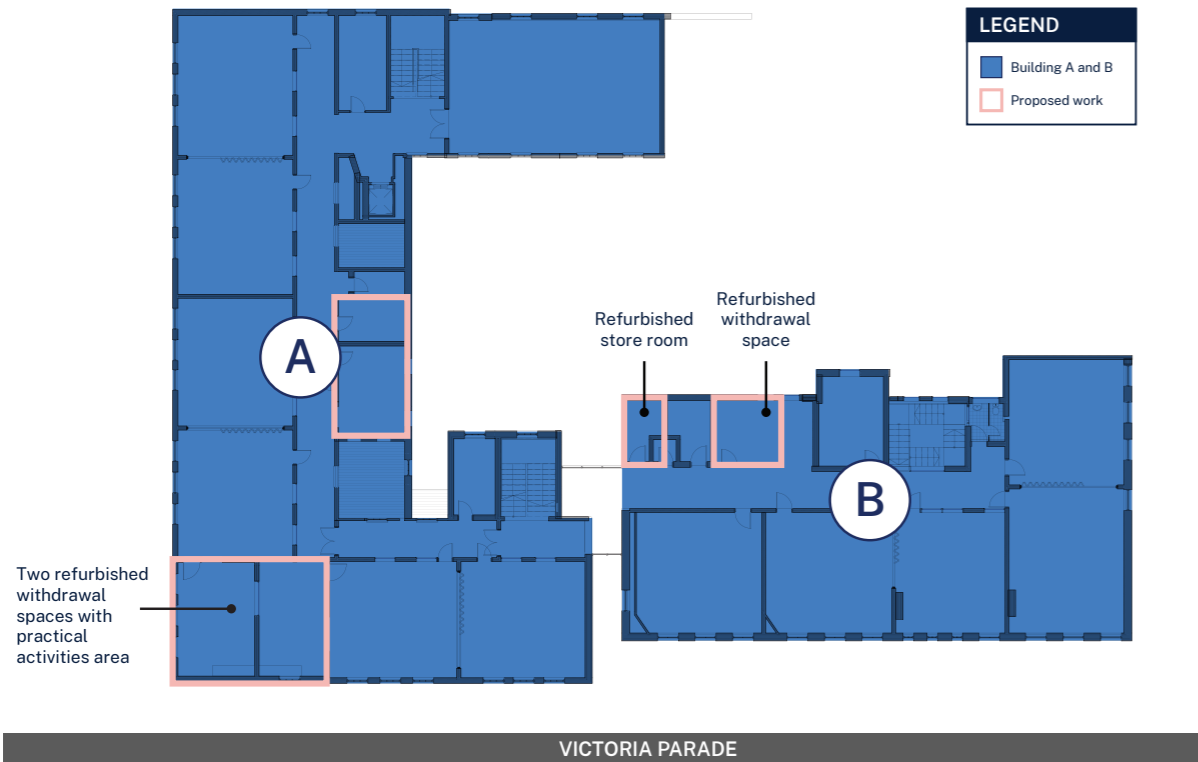 LEGEND
Building A and B
Proposed work
Refurbished
withdrawal
space
Refurbished
store room
A
B
Two refurbished
withdrawal
spaces with
practical
activities area
VICTORIA PARADE